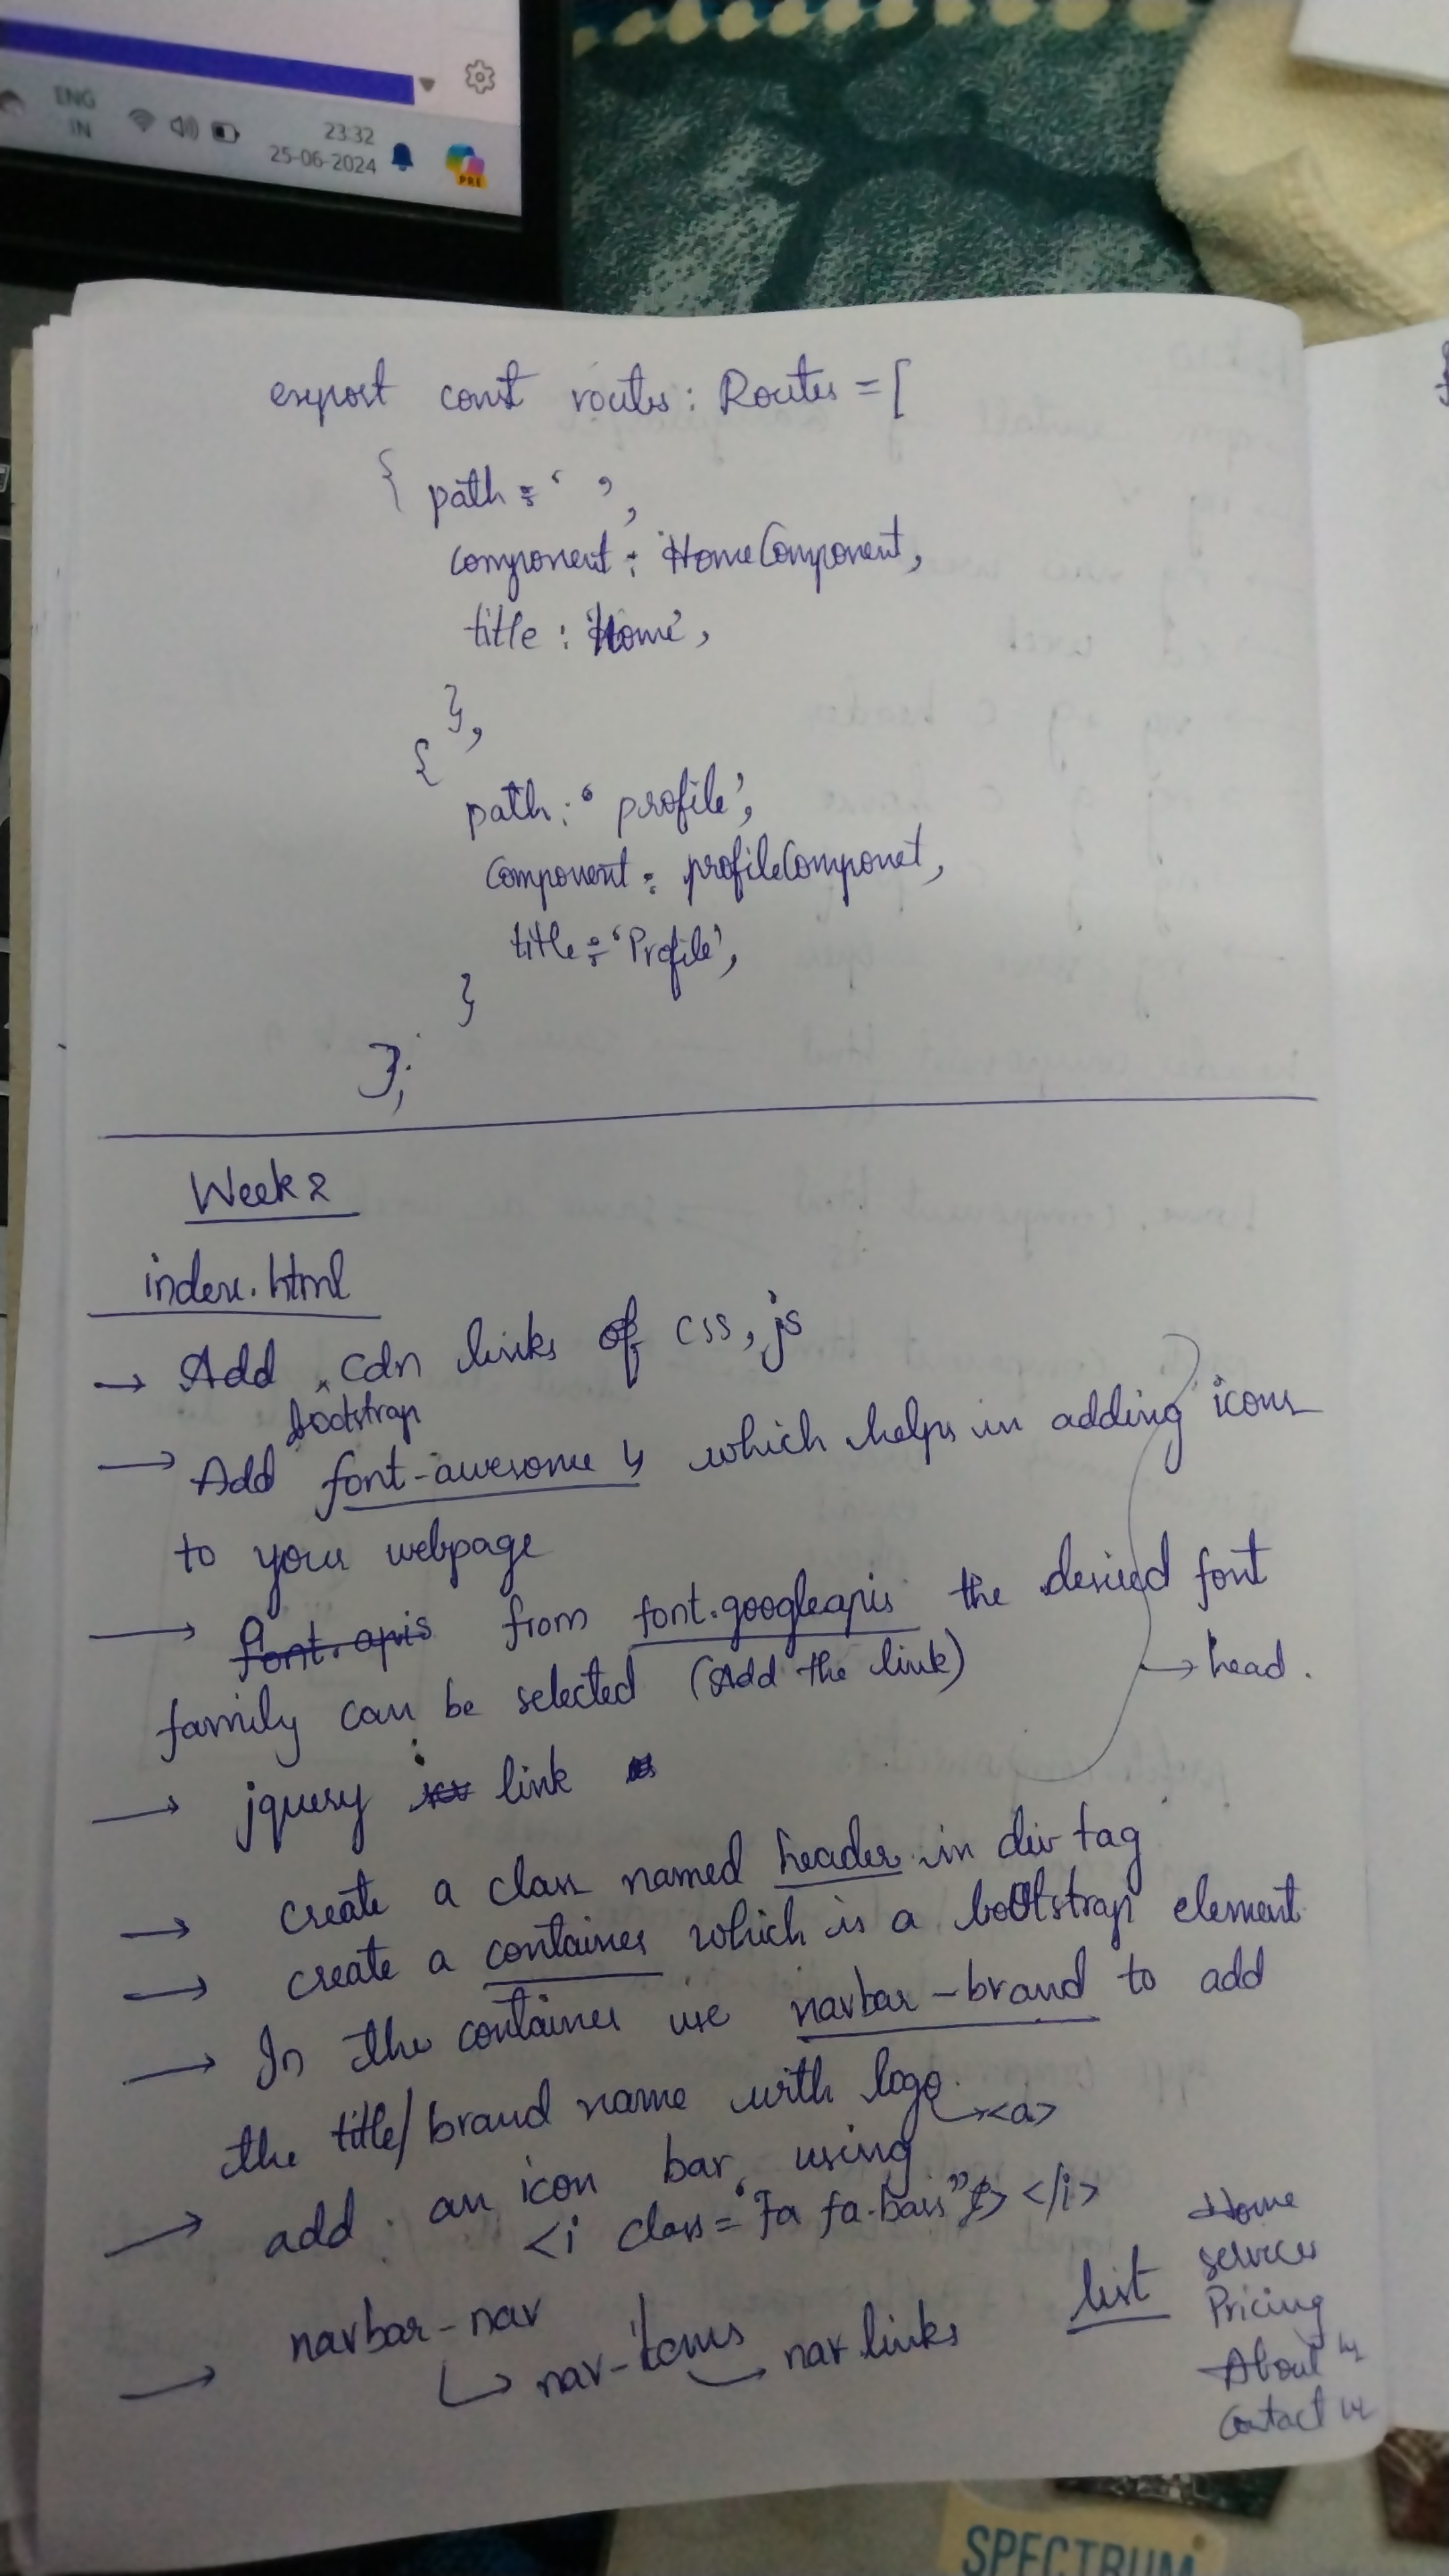 ENG
IN
23:32
25-06-2024
PRE
export const routes: Routes = [
{ path : ' ',
component : HomeComponent,
title : 'Home',
},
{
path : 'profile',
Component : profileComponet,
title : 'Profile',
}
];
Week 2
index.html
→ Add cdn links of css, js
bootstrap
→ Add font-awesome which helps in adding icons
to your webpage
→ font.apis from font.googleapis the desired font
family can be selected (Add the link)
→ head.
→ jquery link
→ create a class named header in div tag
→ create a container which is a bootstrap element
→ In the container use navbar-brand to add
the title/brand name with logo.
→ <a>
→ add an icon bar using
<i class="fa fa-bars"> </i>
→ navbar-nav
↳ nav-items → nav links
list
Home
services
Pricing
About us
Contact us
SPECTRUM